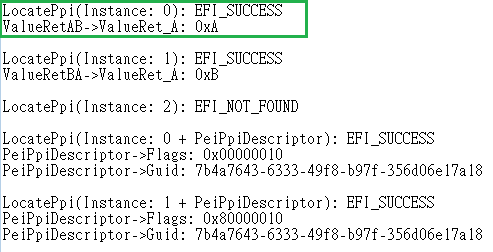 LocatePpi(Instance: 0): EFI_SUCCESS
ValueRetAB->ValueRet_A: 0xA
LocatePpi(Instance: 1): EFI_SUCCESS
ValueRetBA->ValueRet_A: 0xB
LocatePpi(Instance: 2): EFI_NOT_FOUND
LocatePpi(Instance: 0 + PeiPpiDescriptor): EFI_SUCCESS
PeiPpiDescriptor->Flags: 0x00000010
PeiPpiDescriptor->Guid: 7b4a7643-6333-49f8-b97f-356d06e17a18
LocatePpi(Instance: 1 + PeiPpiDescriptor): EFI_SUCCESS
PeiPpiDescriptor->Flags: 0x80000010
PeiPpiDescriptor->Guid: 7b4a7643-6333-49f8-b97f-356d06e17a18